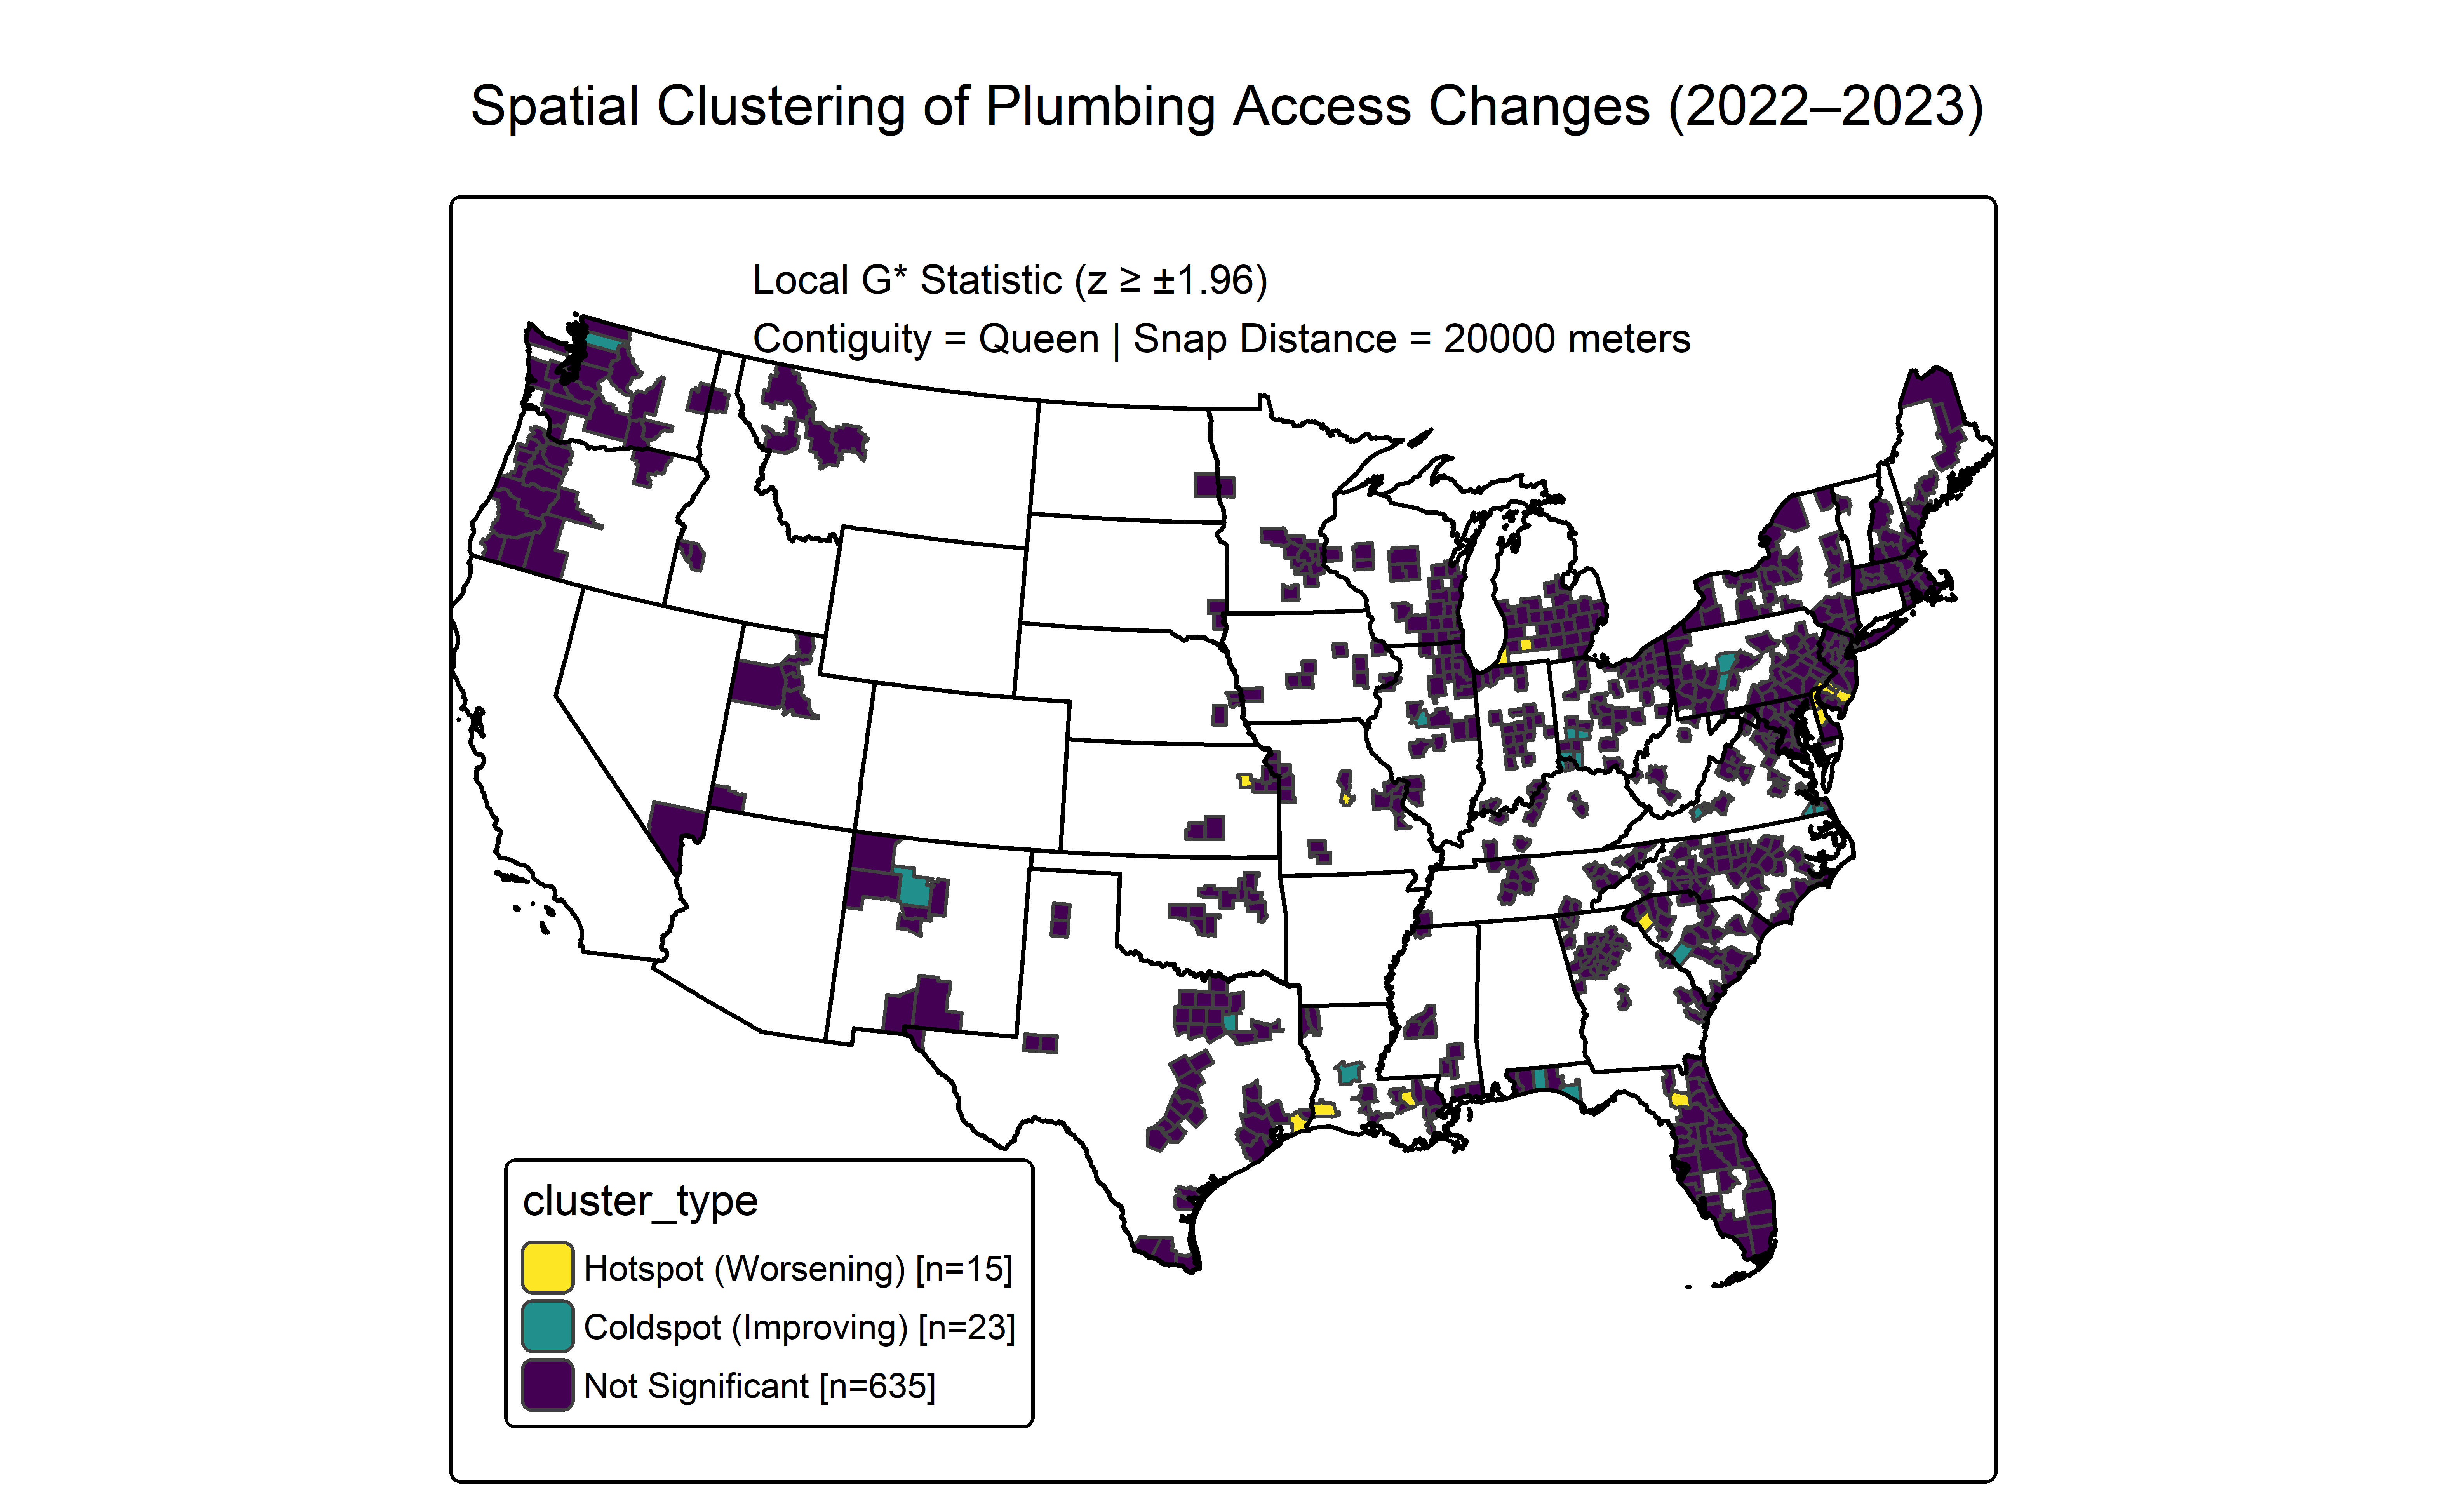 Spatial Clustering of Plumbing Access Changes (2022–2023)
Local G* Statistic (z ≥ ±1.96)
Contiguity = Queen | Snap Distance = 20000 meters
cluster_type
Hotspot (Worsening) [n=15]
Coldspot (Improving) [n=23]
Not Significant [n=635]